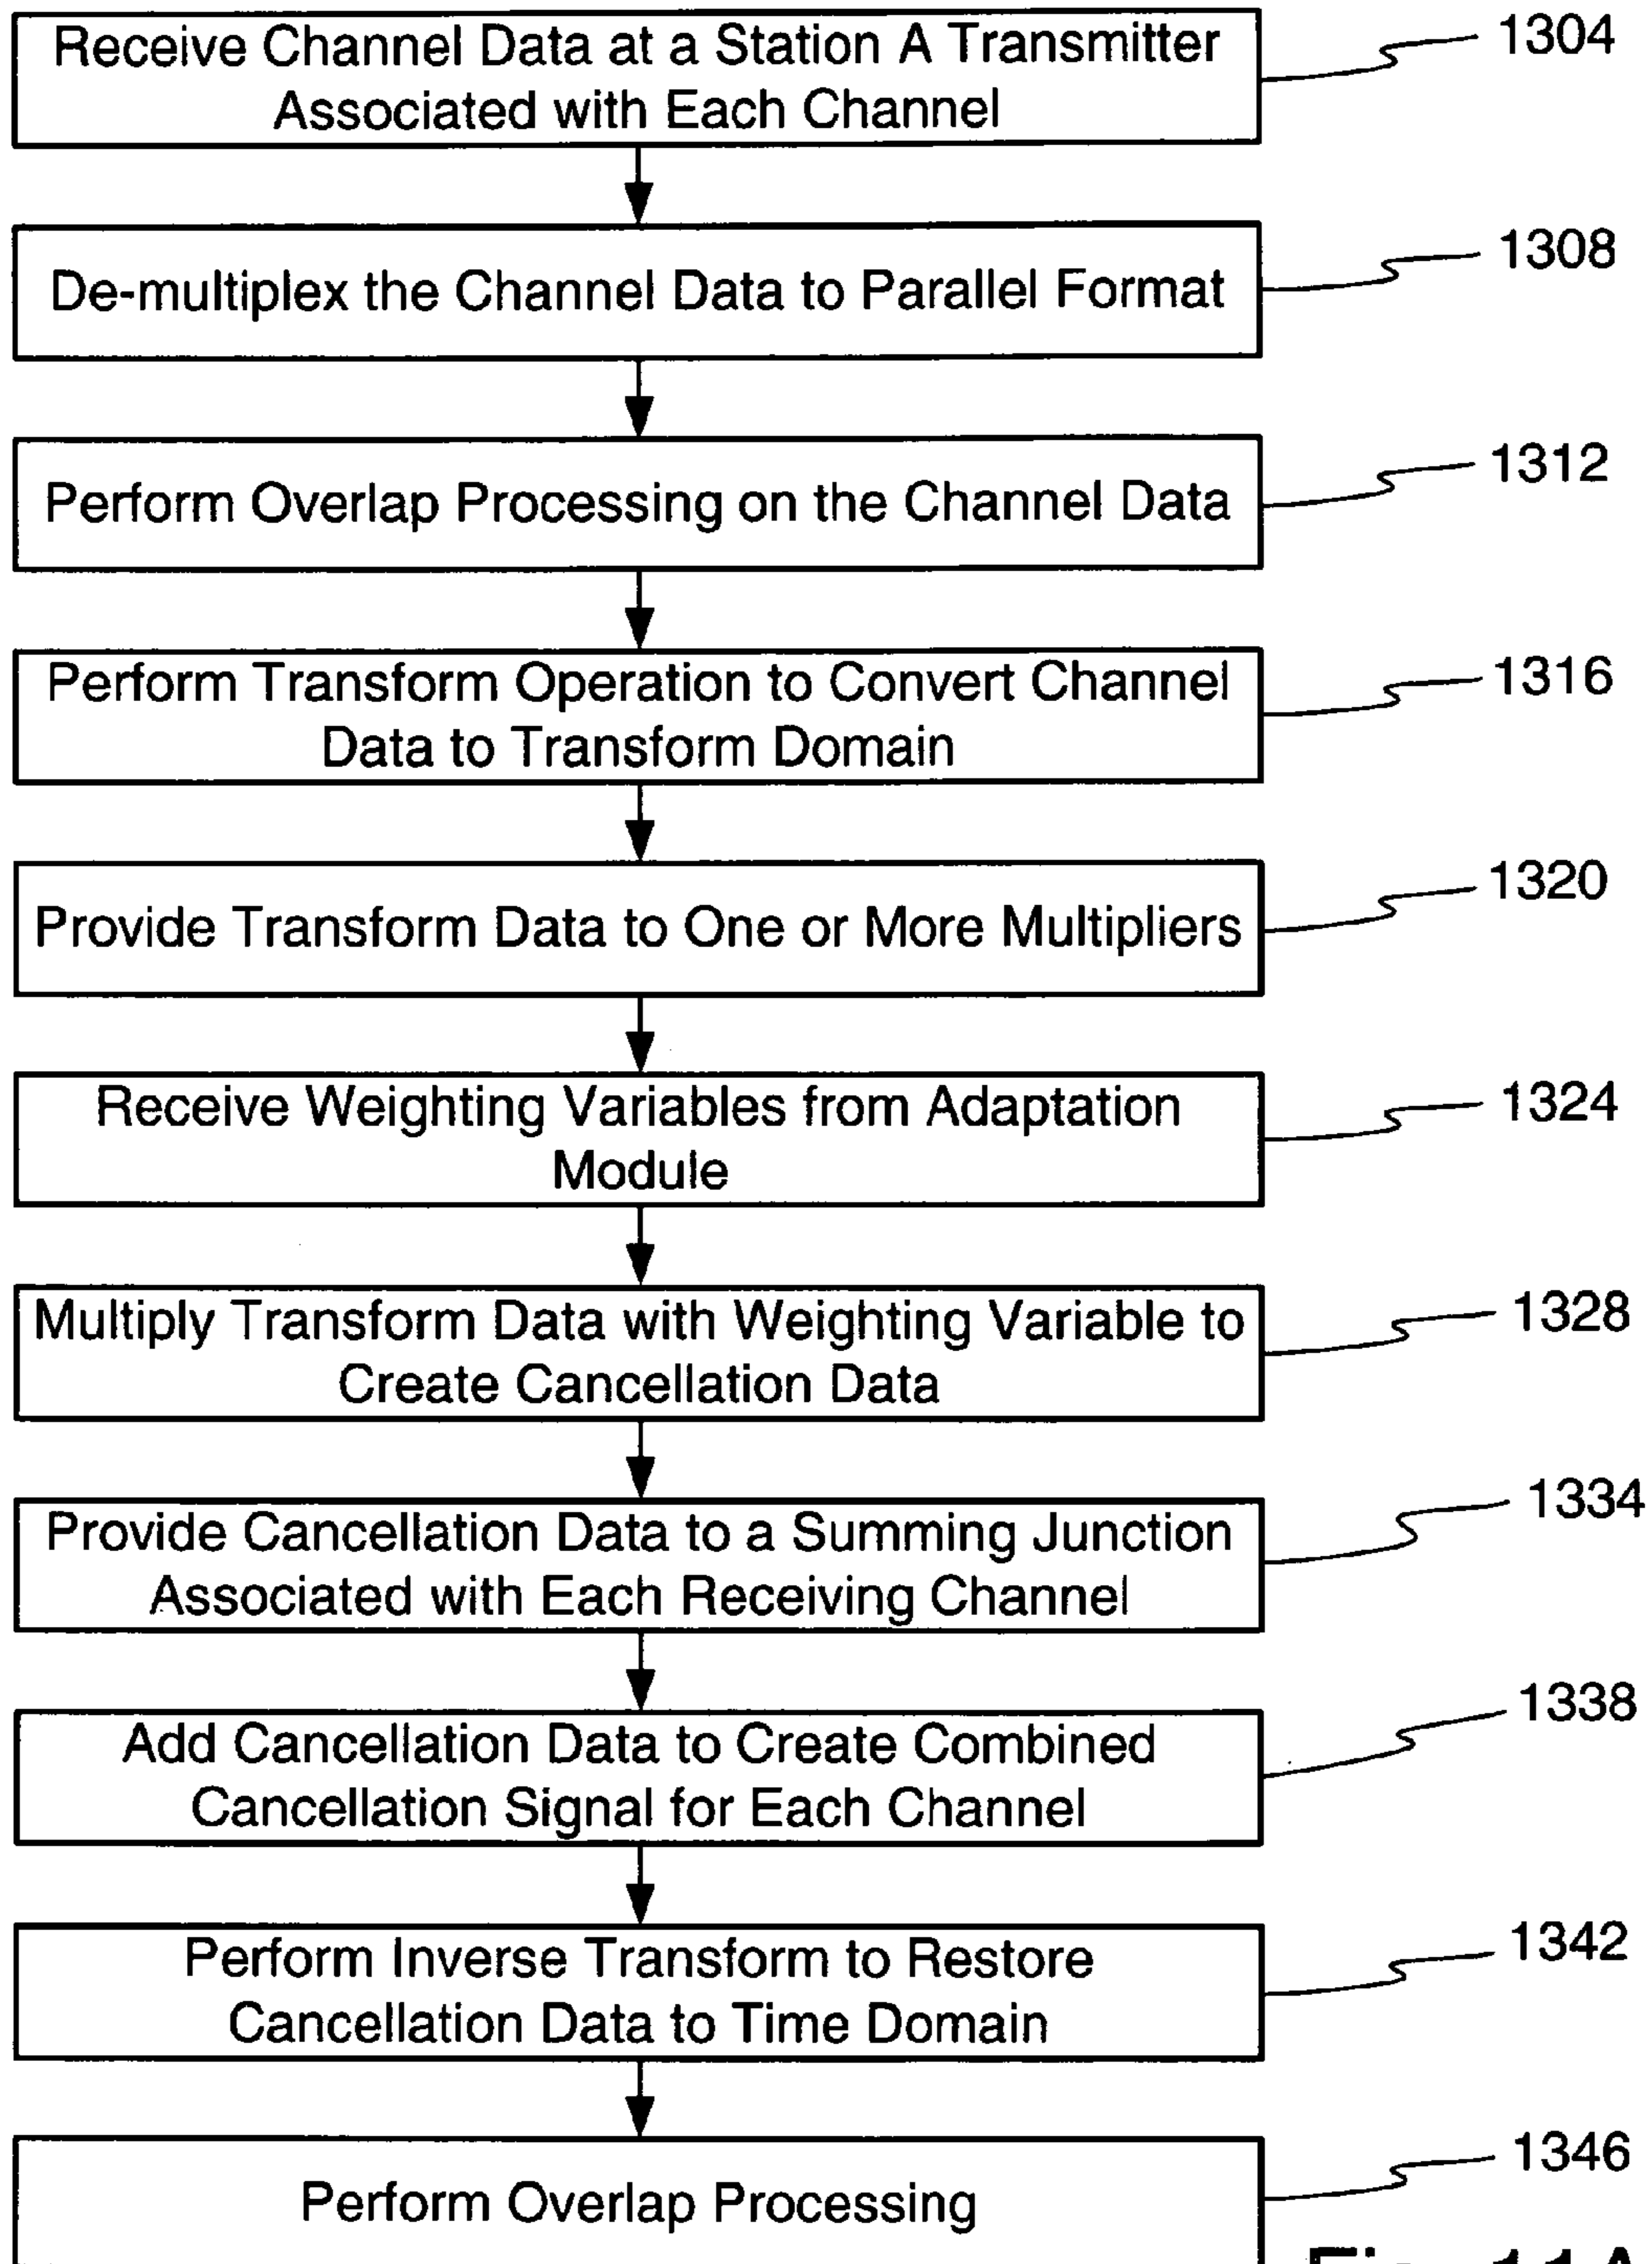 Receive Channel Data at a Station A Transmitter
Associated with Each Channel
1304
De-multiplex the Channel Data to Parallel Format
1308
Perform Overlap Processing on the Channel Data
1312
Perform Transform Operation to Convert Channel
Data to Transform Domain
1316
Provide Transform Data to One or More Multipliers
1320
Receive Weighting Variables from Adaptation
Module
1324
Multiply Transform Data with Weighting Variable to
Create Cancellation Data
1328
Provide Cancellation Data to a Summing Junction
Associated with Each Receiving Channel
1334
Add Cancellation Data to Create Combined
Cancellation Signal for Each Channel
1338
Perform Inverse Transform to Restore
Cancellation Data to Time Domain
1342
Perform Overlap Processing
1346